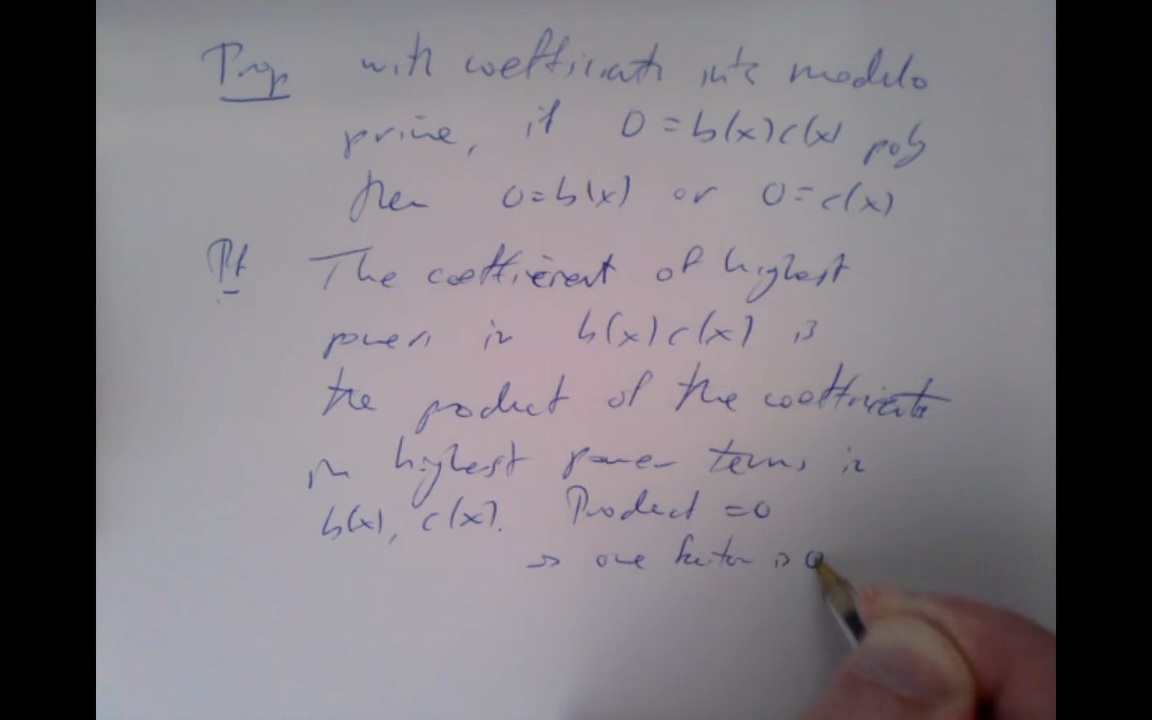 Prop with coefficients ints modulo
prime, if 0 = b(x)c(x) poly
then 0=b(x) or 0=c(x)
Pf The coefficient of highest
power in b(x)c(x) is
the product of the coefficients
in highest power terms in
b(x), c(x). Product =0
⇒ one factor is 0